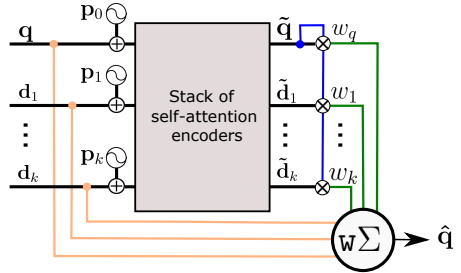 p₀
q
q̃
w_q
p₁
Stack of
self-attention
encoders
d₁
d̃₁
w₁
p_k
d_k
d̃_k
w_k
wΣ
q̂